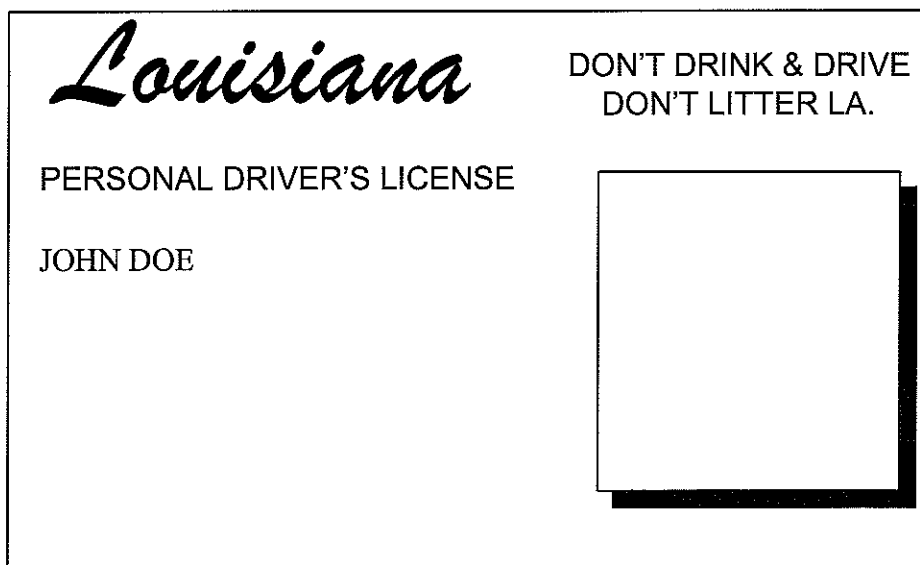 Louisiana
DON'T DRINK & DRIVE
DON'T LITTER LA.
PERSONAL DRIVER'S LICENSE
JOHN DOE